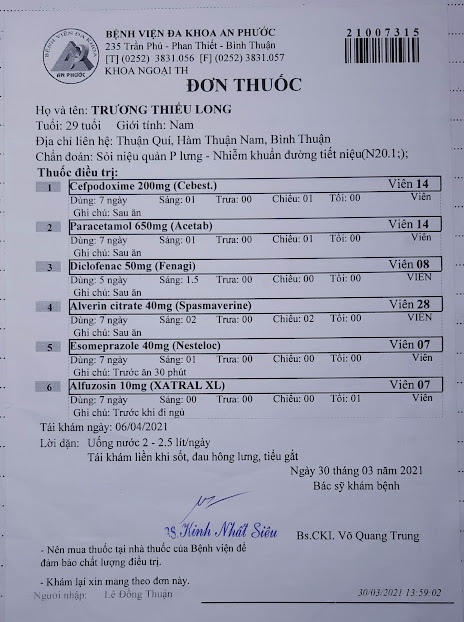 BỆNH VIỆN ĐA KHOA AN PHƯỚC
235 Trần Phú - Phan Thiết - Bình Thuận
[T] (0252) 3831.056 [F] (0252) 3831.057
KHOA NGOẠI TH
21007315
BỆNH VIỆN ĐA KHOA
AN PHƯỚC
ĐƠN THUỐC
Họ và tên: TRƯƠNG THIẾU LONG
Tuổi: 29 tuổi Giới tính: Nam
Địa chỉ liên hệ: Thuận Quí, Hàm Thuận Nam, Bình Thuận
Chẩn đoán: Sỏi niệu quản P lưng - Nhiễm khuẩn đường tiết niệu(N20.1;);
Thuốc điều trị:
1 Cefpodoxime 200mg (Cebest.) Viên 14
Dùng: 7 ngày Sáng: 01 Trưa: 00 Chiều: 01 Tối: 00 Viên
Ghi chú: Sau ăn
2 Paracetamol 650mg (Acetab) Viên 14
Dùng: 7 ngày Sáng: 01 Trưa: 00 Chiều: 01 Tối: 00 Viên
Ghi chú: Sau ăn
3 Diclofenac 50mg (Fenagi) Viên 08
Dùng: 5 ngày Sáng: 1.5 Trưa: 00 Chiều: 00 Tối: 00 VIÊN
Ghi chú: Sau ăn
4 Alverin citrate 40mg (Spasmaverine) Viên 28
Dùng: 7 ngày Sáng: 02 Trưa: 00 Chiều: 02 Tối: 00 VIÊN
Ghi chú: Sau ăn
5 Esomeprazole 40mg (Nesteloc) Viên 07
Dùng: 7 ngày Sáng: 01 Trưa: 00 Chiều: 00 Tối: 00 Viên
Ghi chú: Trước ăn 30 phút
6 Alfuzosin 10mg (XATRAL XL) Viên 07
Dùng: 7 ngày Sáng: 00 Trưa: 00 Chiều: 00 Tối: 01 Viên
Ghi chú: Trước khi đi ngủ
Tái khám ngày: 06/04/2021
Lời dặn: Uống nước 2 - 2.5 lít/ngày
Tái khám liền khi sốt, đau hông lưng, tiểu gắt
Ngày 30 tháng 03 năm 2021
Bác sỹ khám bệnh
BS. Kinh Nhất Siêu
Bs.CKI. Võ Quang Trung
- Nên mua thuốc tại nhà thuốc của Bệnh viện để
đảm bảo chất lượng điều trị.
- Khám lại xin mang theo đơn này.
Người nhập: Lê Đồng Thuận
30/03/2021 13:59:02